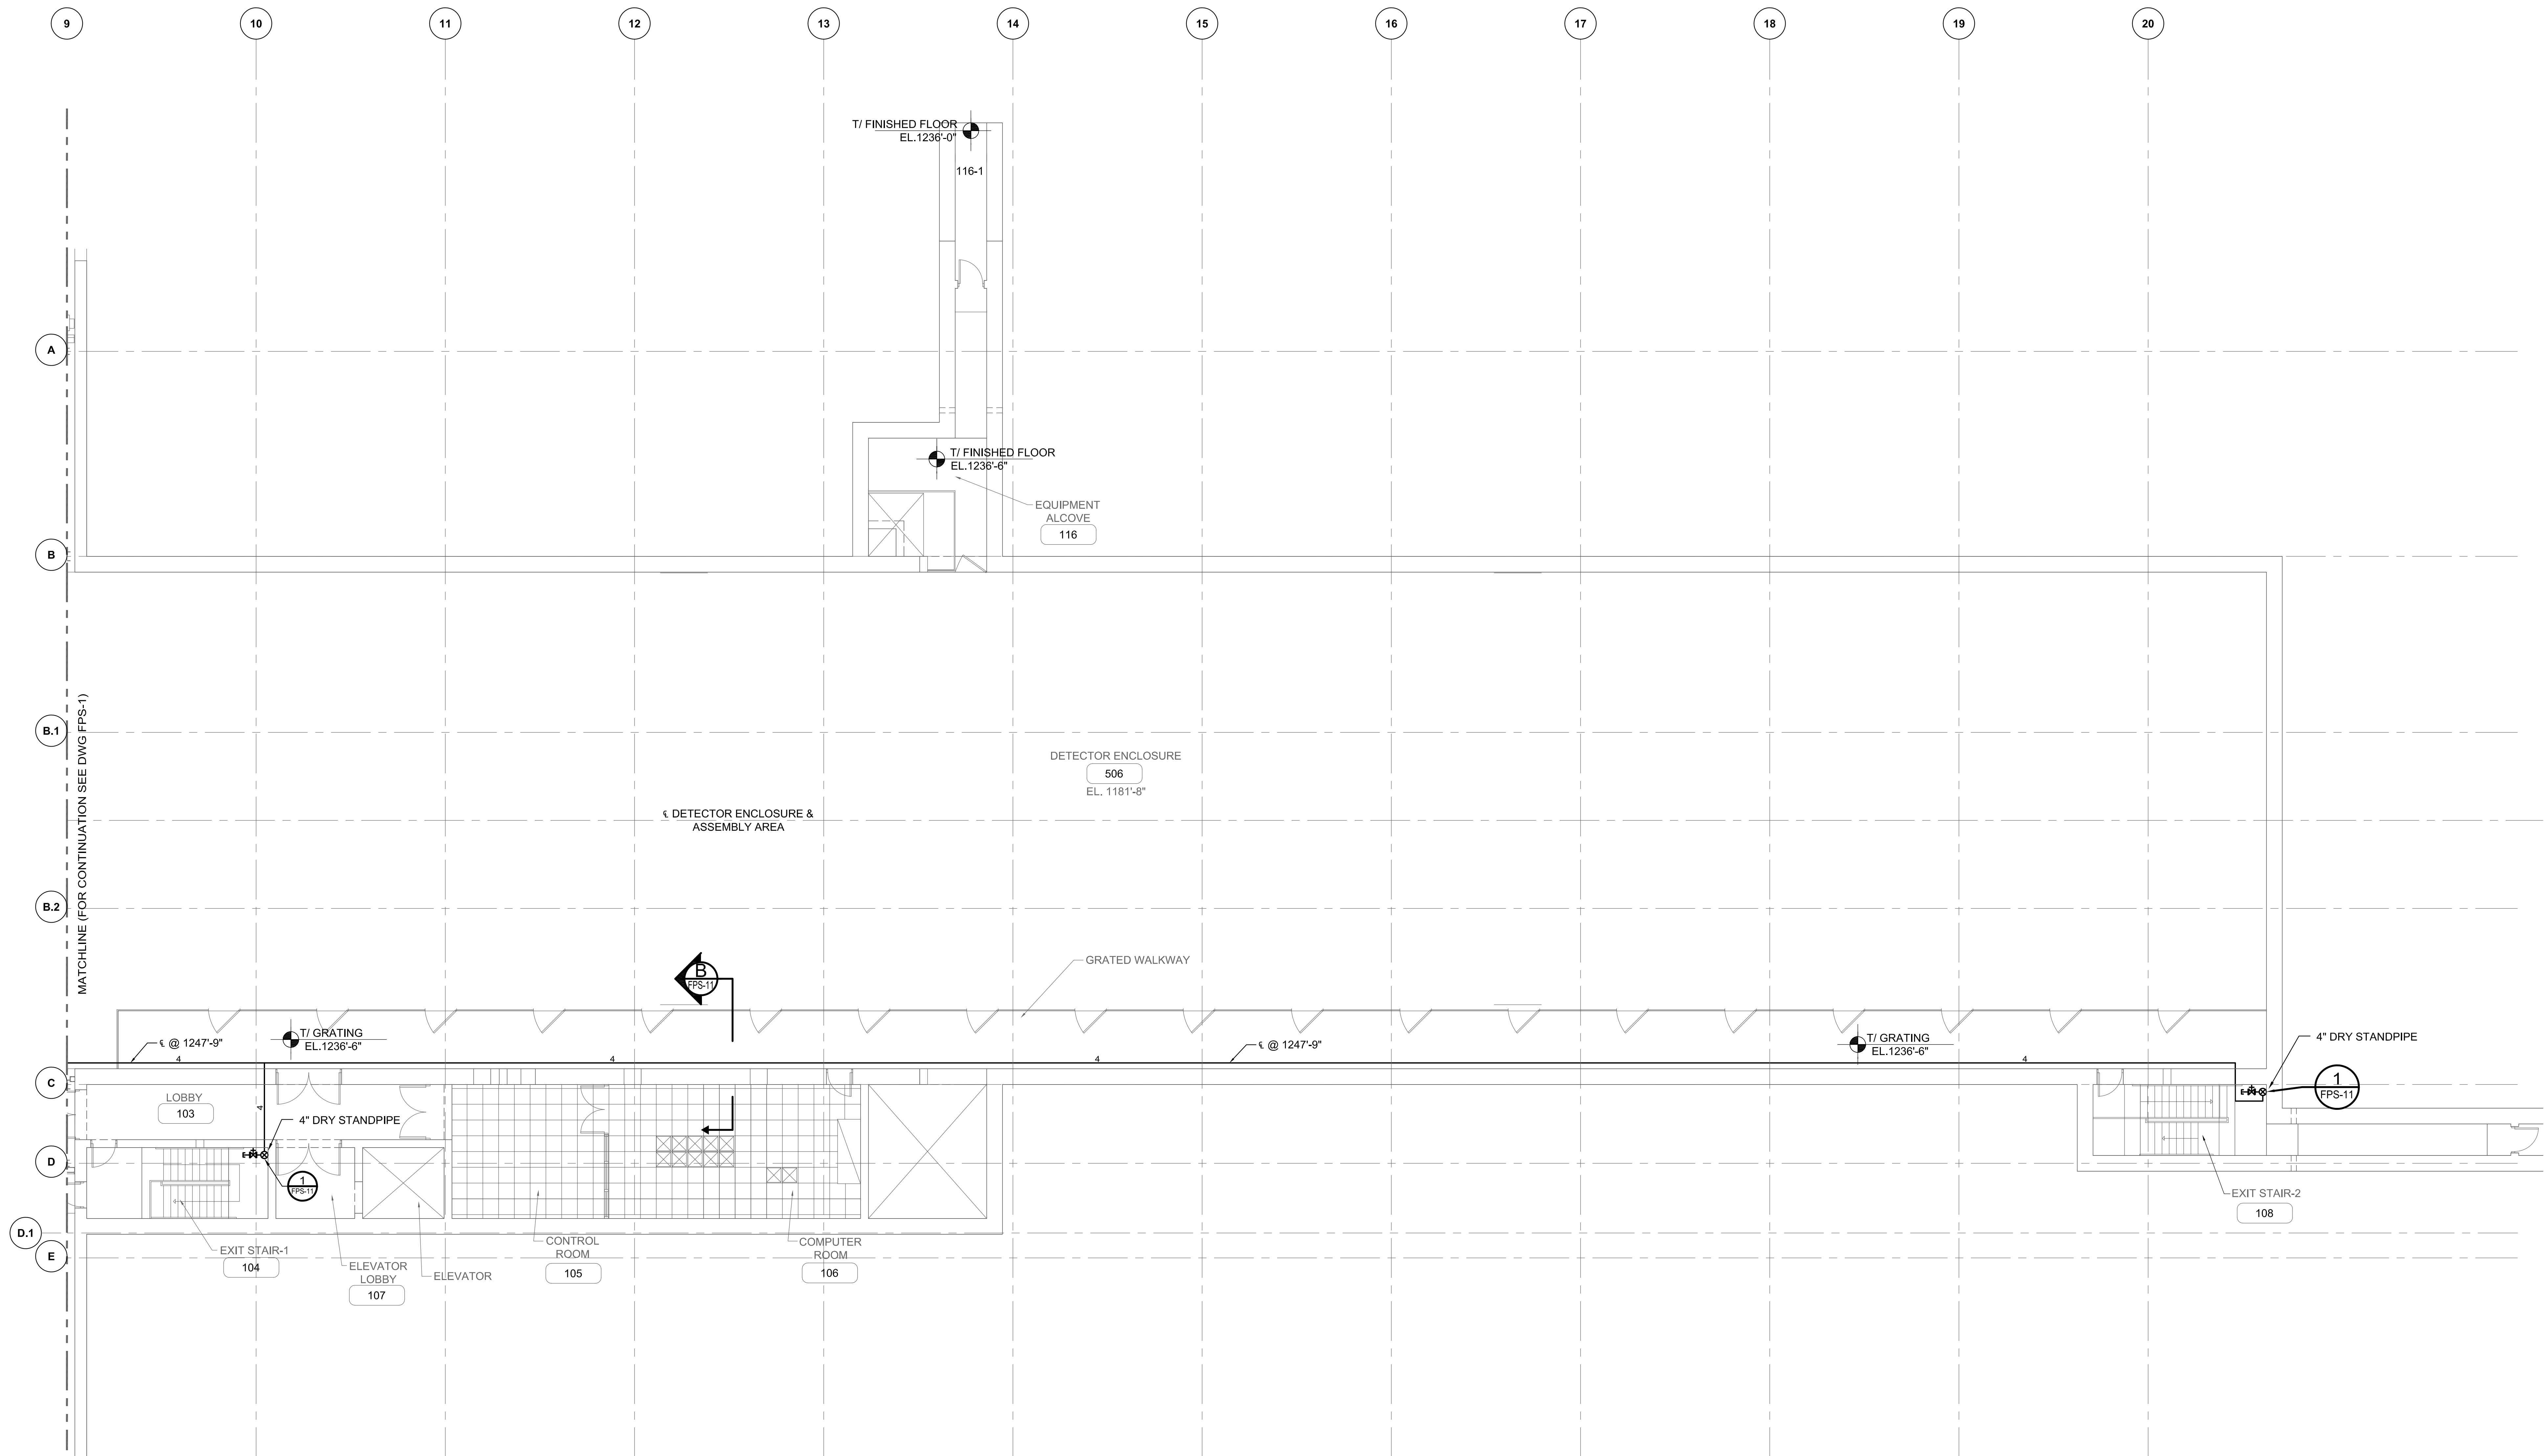 9
10
11
12
13
14
15
16
17
18
19
20
T/ FINISHED FLOOR
EL.1236'-0"
116-1
A
T/ FINISHED FLOOR
EL.1236'-6"
EQUIPMENT
ALCOVE
116
B
MATCHLINE (FOR CONTINUATION SEE DWG FPS-1)
B.1
DETECTOR ENCLOSURE
506
EL. 1181'-8"
℄ DETECTOR ENCLOSURE &
ASSEMBLY AREA
B.2
GRATED WALKWAY
B
FPS-11
T/ GRATING
EL.1236'-6"
℄ @ 1247'-9"
4
4
4
℄ @ 1247'-9"
T/ GRATING
EL.1236'-6"
4
4" DRY STANDPIPE
1
FPS-11
C
LOBBY
103
4
4" DRY STANDPIPE
D
1
FPS-11
EXIT STAIR-2
108
D.1
E
EXIT STAIR-1
104
ELEVATOR
LOBBY
107
ELEVATOR
CONTROL
ROOM
105
COMPUTER
ROOM
106